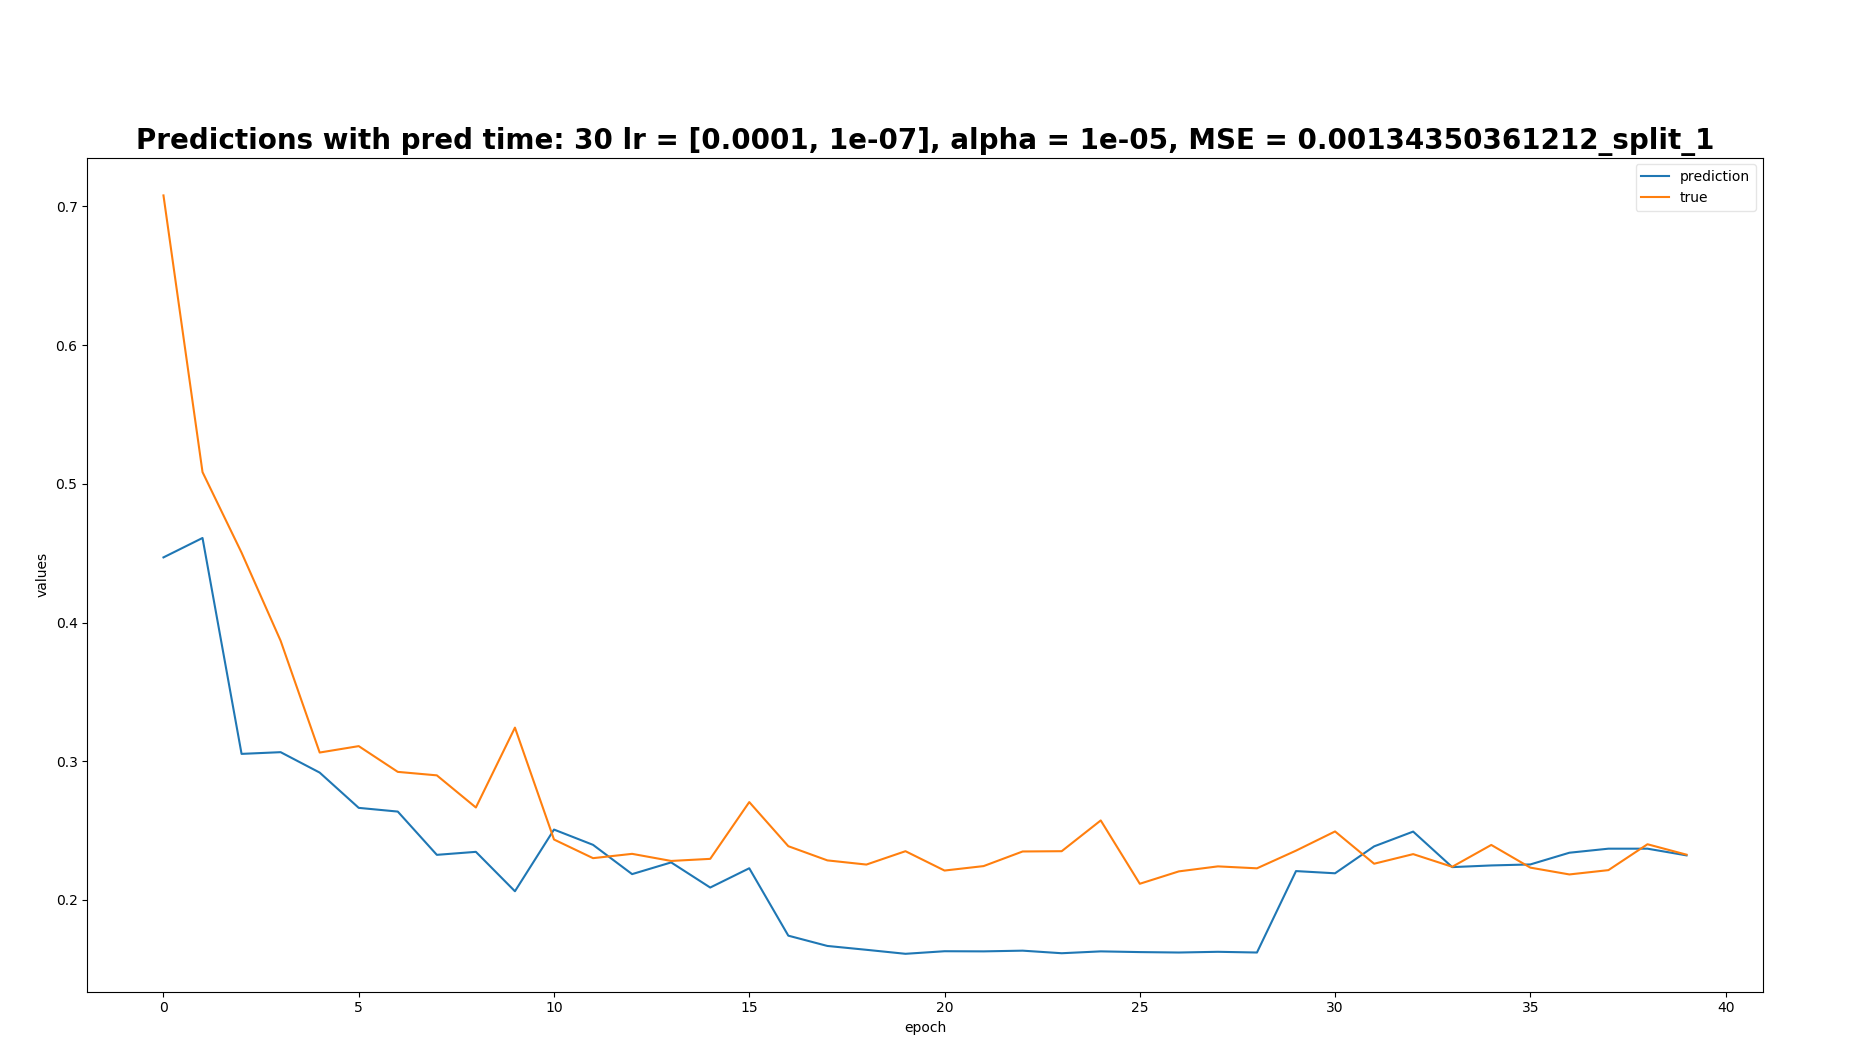 Predictions with pred time: 30 lr = [0.0001, 1e-07], alpha = 1e-05, MSE = 0.00134350361212_split_1
prediction
true
0.7
0.6
0.5
0.4
0.3
0.2
values
0 5 10 15 20 25 30 35 40
epoch